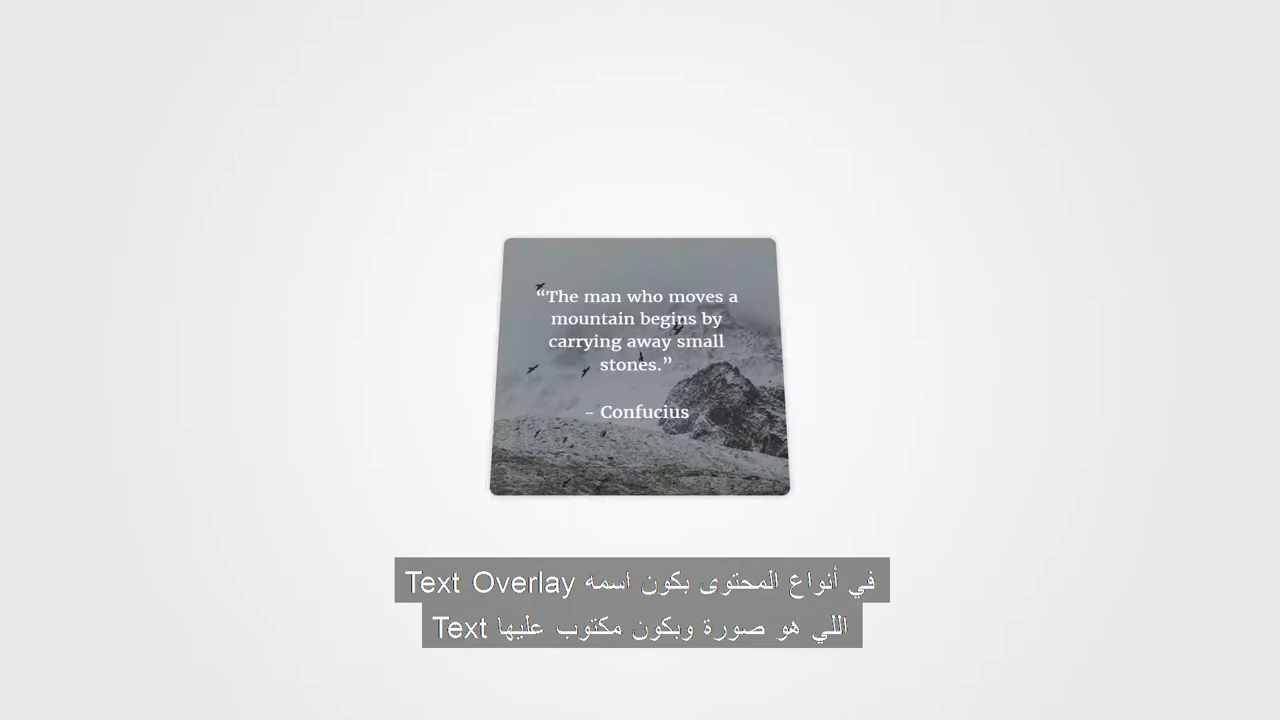 “The man who moves a
mountain begins by
carrying away small
stones.”
- Confucius
في أنواع المحتوى بكون اسمه Text Overlay
اللي هو صورة وبكون مكتوب عليها Text